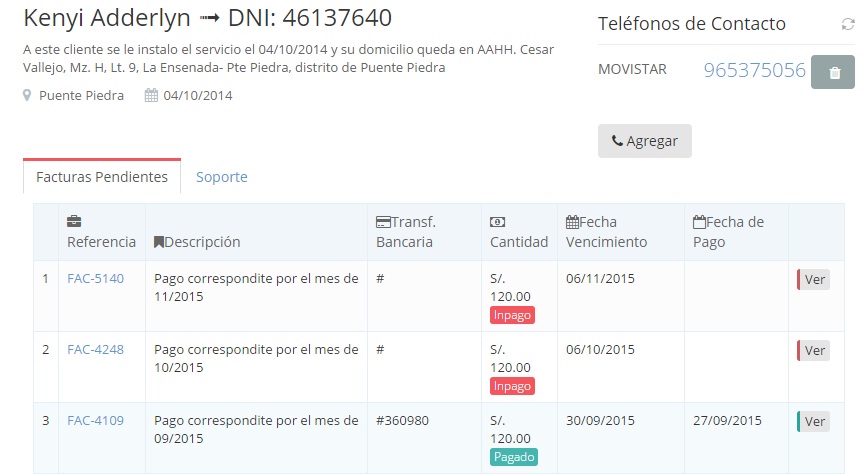 Kenyi Adderlyn ➞ DNI: 46137640
A este cliente se le instalo el servicio el 04/10/2014 y su domicilio queda en AAHH. Cesar
Vallejo, Mz. H, Lt. 9, La Ensenada- Pte Piedra, distrito de Puente Piedra
Puente Piedra 04/10/2014
Teléfonos de Contacto
MOVISTAR 965375056
Agregar
Facturas Pendientes Soporte
Referencia Descripción Transf. Bancaria Cantidad Fecha Vencimiento Fecha de Pago
1 FAC-5140 Pago correspondite por el mes de 11/2015 # S/. 120.00 Inpago 06/11/2015 Ver
2 FAC-4248 Pago correspondite por el mes de 10/2015 # S/. 120.00 Inpago 06/10/2015 Ver
3 FAC-4109 Pago correspondite por el mes de 09/2015 #360980 S/. 120.00 Pagado 30/09/2015 27/09/2015 Ver